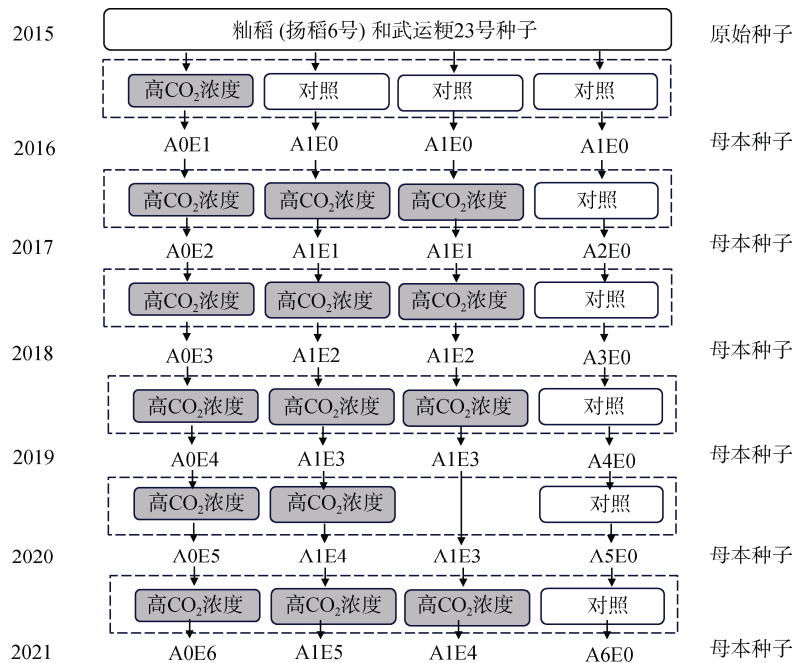 2015 籼稻 (扬稻6号) 和武运粳23号种子 原始种子
高CO₂浓度 对照 对照 对照
2016 A0E1 A1E0 A1E0 A1E0 母本种子
高CO₂浓度 高CO₂浓度 高CO₂浓度 对照
2017 A0E2 A1E1 A1E1 A2E0 母本种子
高CO₂浓度 高CO₂浓度 高CO₂浓度 对照
2018 A0E3 A1E2 A1E2 A3E0 母本种子
高CO₂浓度 高CO₂浓度 高CO₂浓度 对照
2019 A0E4 A1E3 A1E3 A4E0 母本种子
高CO₂浓度 高CO₂浓度 对照
2020 A0E5 A1E4 A1E3 A5E0 母本种子
高CO₂浓度 高CO₂浓度 高CO₂浓度 对照
2021 A0E6 A1E5 A1E4 A6E0 母本种子